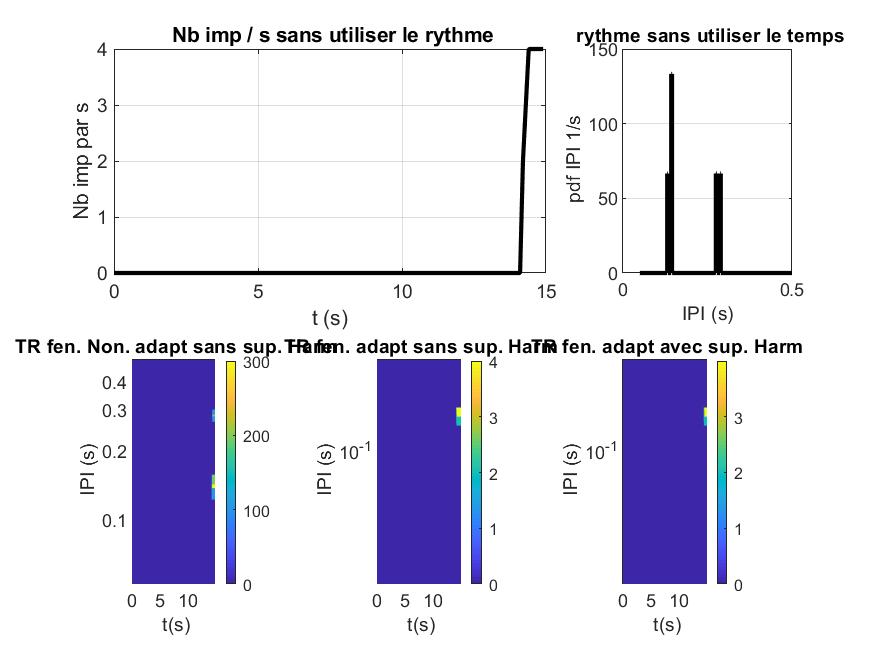 Nb imp / s sans utiliser le rythme
Nb imp par s
4
3
2
1
0
0 5 10 15
t (s)
rythme sans utiliser le temps
pdf IPI 1/s
150
100
50
0
0 0.5
IPI (s)
TR fen. Non. adapt sans sup. Harm
IPI (s)
0.4
0.3
0.2
0.1
0 5 10
t(s)
300
200
100
0
TR fen. adapt sans sup. Harm
IPI (s)
10-1
0 5 10
t(s)
4
3
2
1
0
TR fen. adapt avec sup. Harm
IPI (s)
10-1
0 5 10
t(s)
3
2
1
0